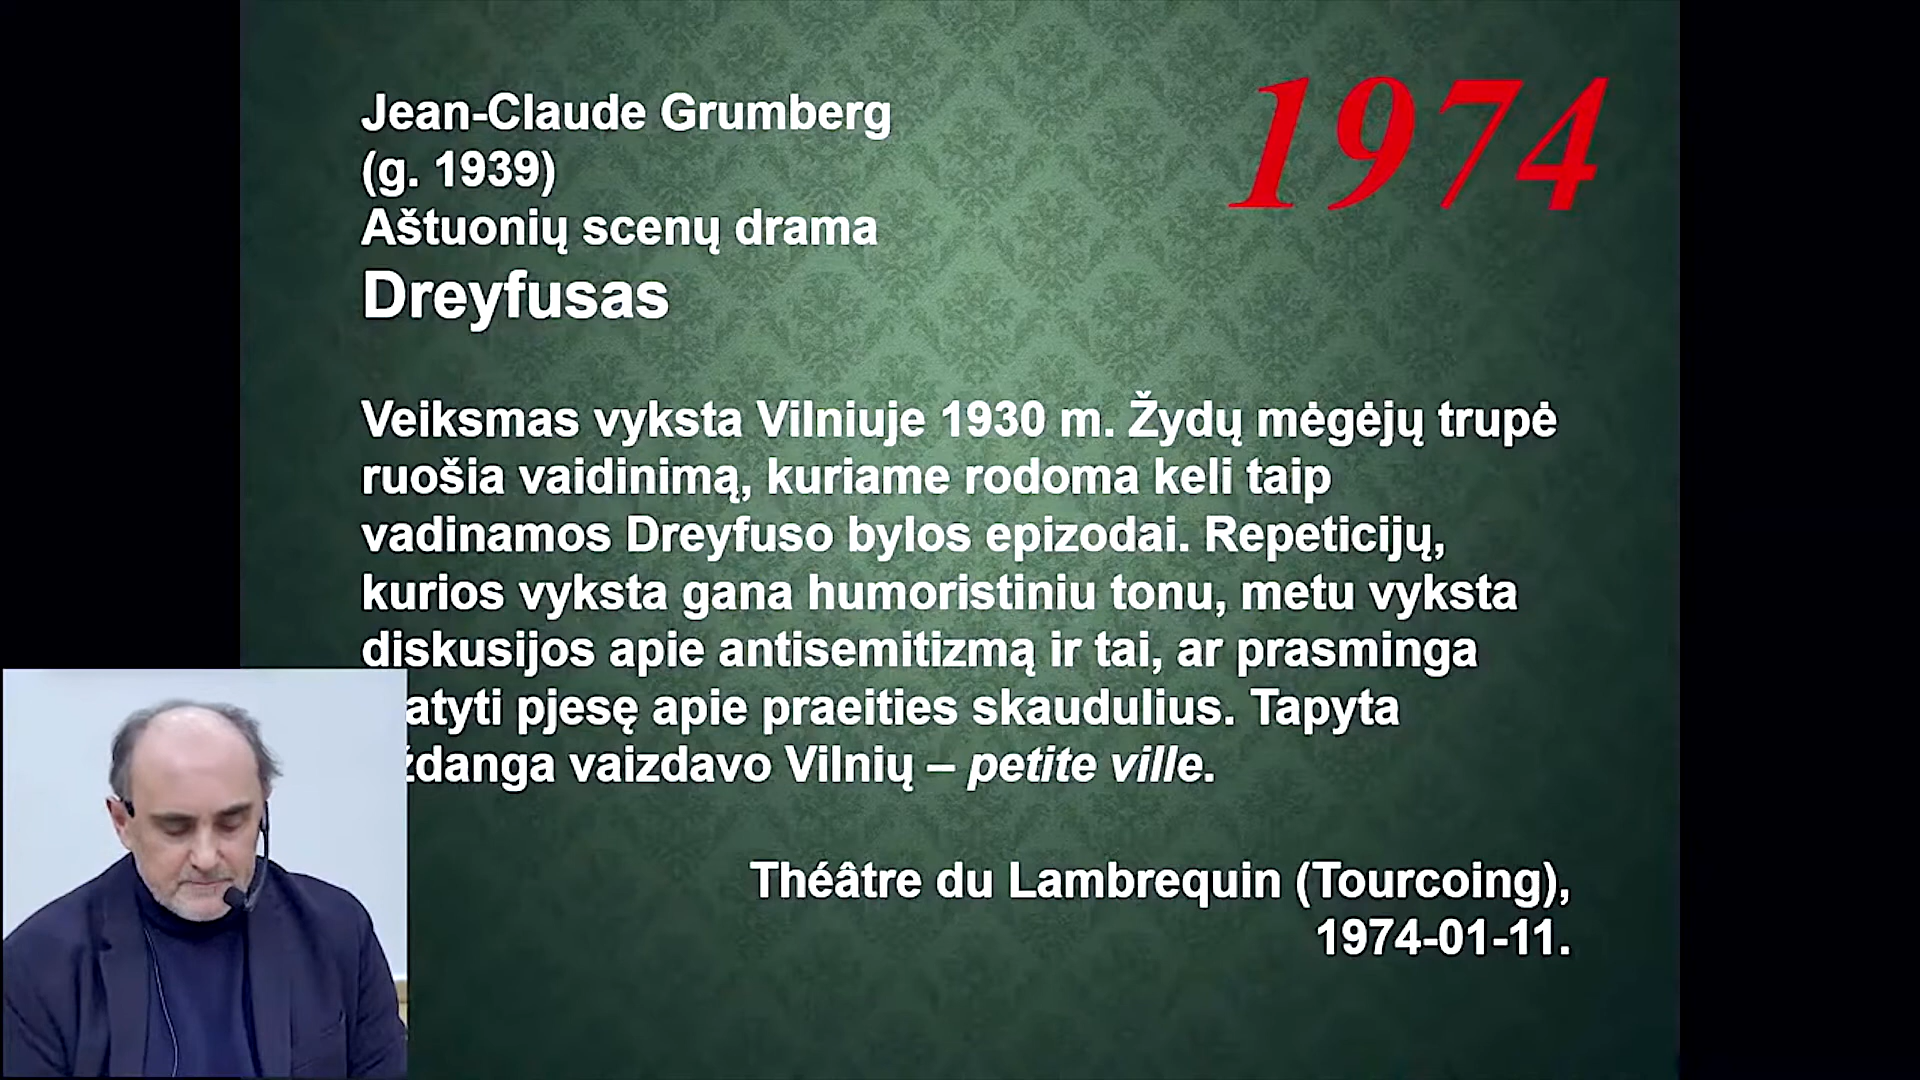 1974
Jean-Claude Grumberg
(g. 1939)
Aštuonių scenų drama
Dreyfusas
Veiksmas vyksta Vilniuje 1930 m. Žydų mėgėjų trupė
ruošia vaidinimą, kuriame rodoma keli taip
vadinamos Dreyfuso bylos epizodai. Repeticijų,
kurios vyksta gana humoristiniu tonu, metu vyksta
diskusijos apie antisemitizmą ir tai, ar prasminga
pjesę apie praeities skaudulius. Tapyta
vaizdavo Vilnių – petite ville.
Théâtre du Lambrequin (Tourcoing),
1974-01-11.